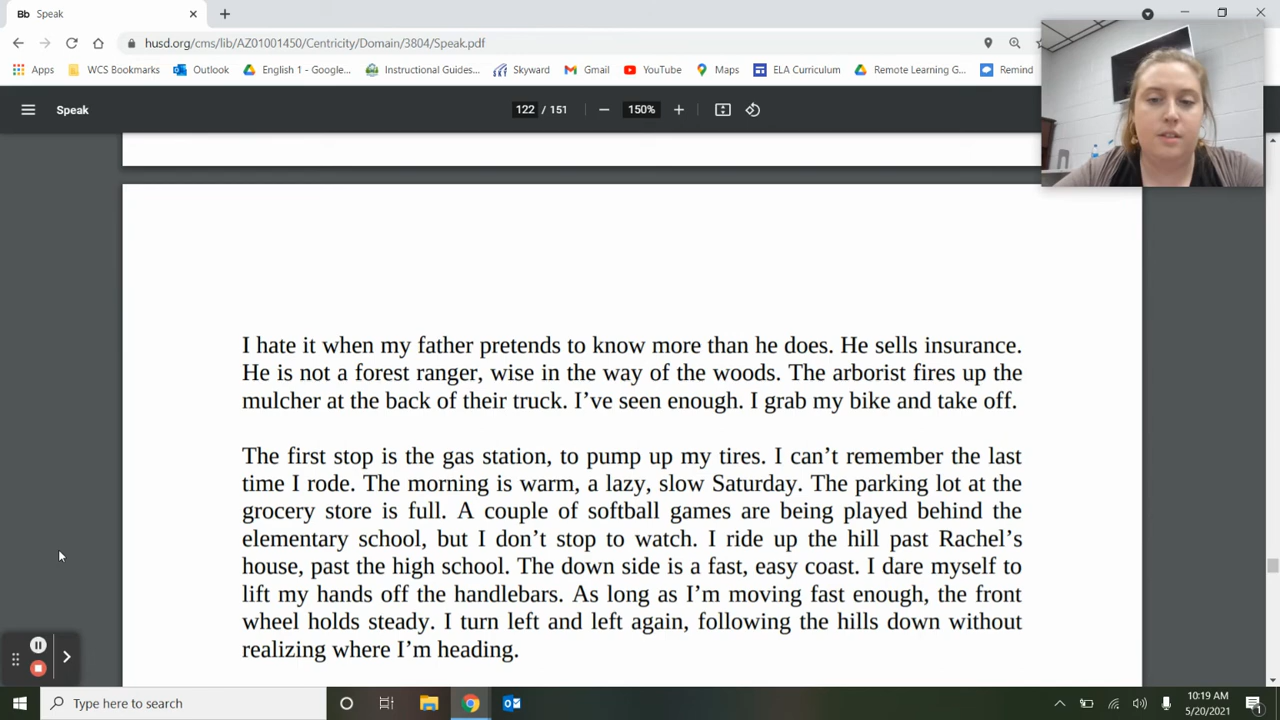 Bb Speak
husd.org/cms/lib/AZ01001450/Centricity/Domain/3804/Speak.pdf
Apps WCS Bookmarks Outlook English 1 - Google... Instructional Guides... Skyward Gmail YouTube Maps ELA Curriculum Remote Learning G... Remind
Speak 122 / 151 150%
I hate it when my father pretends to know more than he does. He sells insurance.
He is not a forest ranger, wise in the way of the woods. The arborist fires up the
mulcher at the back of their truck. I’ve seen enough. I grab my bike and take off.
The first stop is the gas station, to pump up my tires. I can’t remember the last
time I rode. The morning is warm, a lazy, slow Saturday. The parking lot at the
grocery store is full. A couple of softball games are being played behind the
elementary school, but I don’t stop to watch. I ride up the hill past Rachel’s
house, past the high school. The down side is a fast, easy coast. I dare myself to
lift my hands off the handlebars. As long as I’m moving fast enough, the front
wheel holds steady. I turn left and left again, following the hills down without
realizing where I’m heading.
Type here to search
10:19 AM
5/20/2021
1